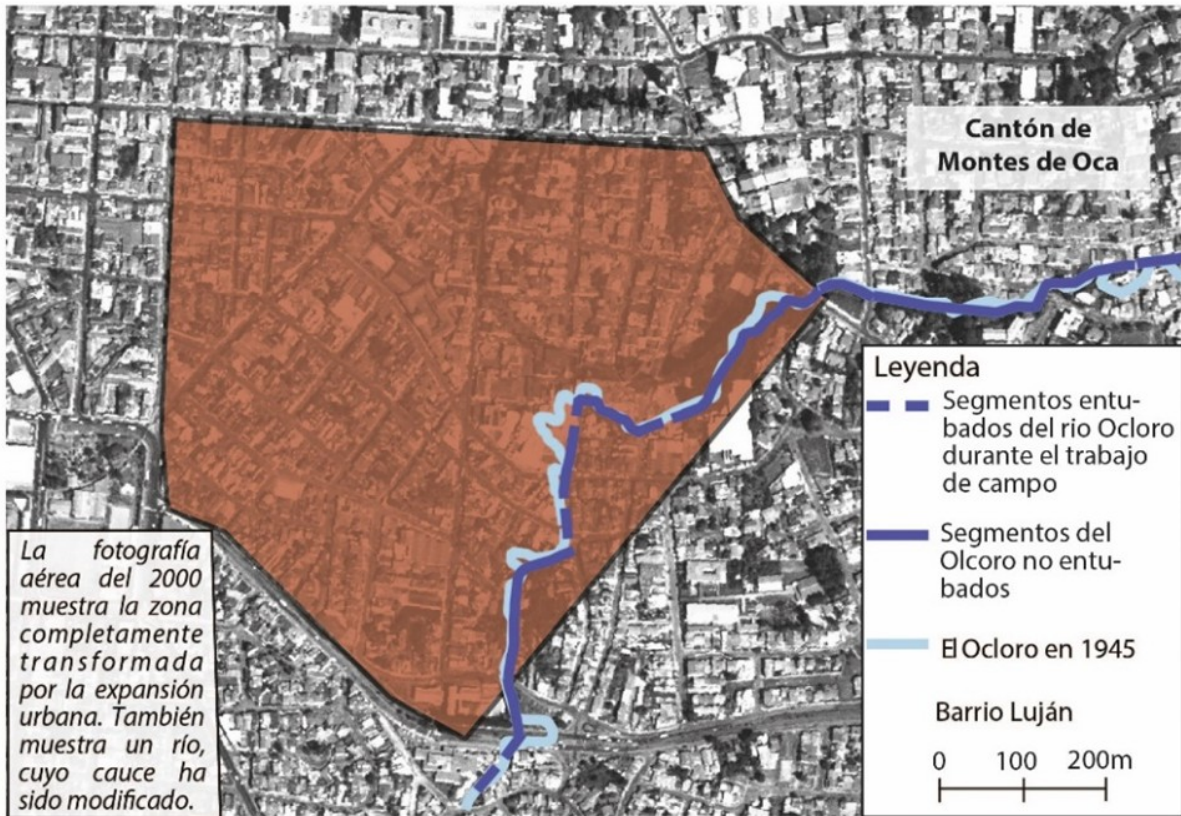 Cantón de
Montes de Oca
Leyenda
Segmentos entu-
bados del rio Ocloro
durante el trabajo
de campo
Segmentos del
Olcoro no entu-
bados
El Ocloro en 1945
Barrio Luján
0 100 200m
La fotografía
aérea del 2000
muestra la zona
completamente
transformada
por la expansión
urbana. También
muestra un río,
cuyo cauce ha
sido modificado.